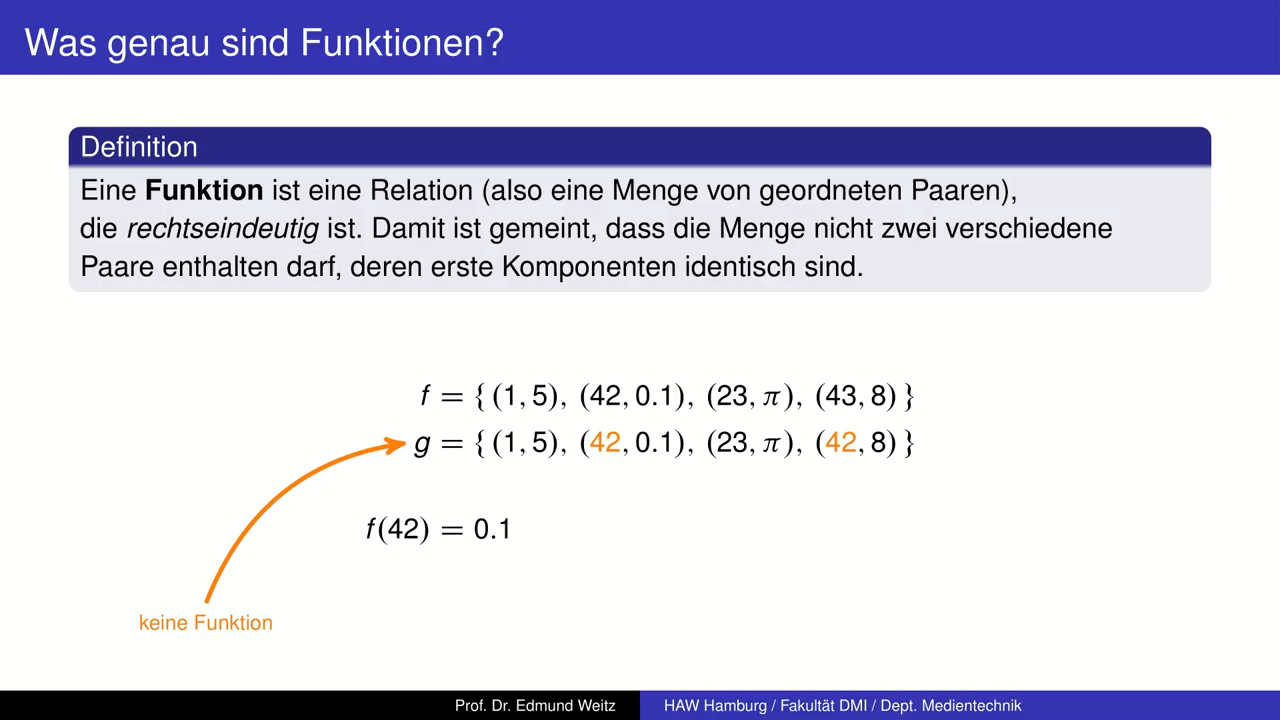 Was genau sind Funktionen?
Definition
Eine Funktion ist eine Relation (also eine Menge von geordneten Paaren),
die rechtseindeutig ist. Damit ist gemeint, dass die Menge nicht zwei verschiedene
Paare enthalten darf, deren erste Komponenten identisch sind.
f = { (1, 5), (42, 0.1), (23, π), (43, 8) }
g = { (1, 5), (42, 0.1), (23, π), (42, 8) }
f(42) = 0.1
keine Funktion
Prof. Dr. Edmund Weitz
HAW Hamburg / Fakultät DMI / Dept. Medientechnik